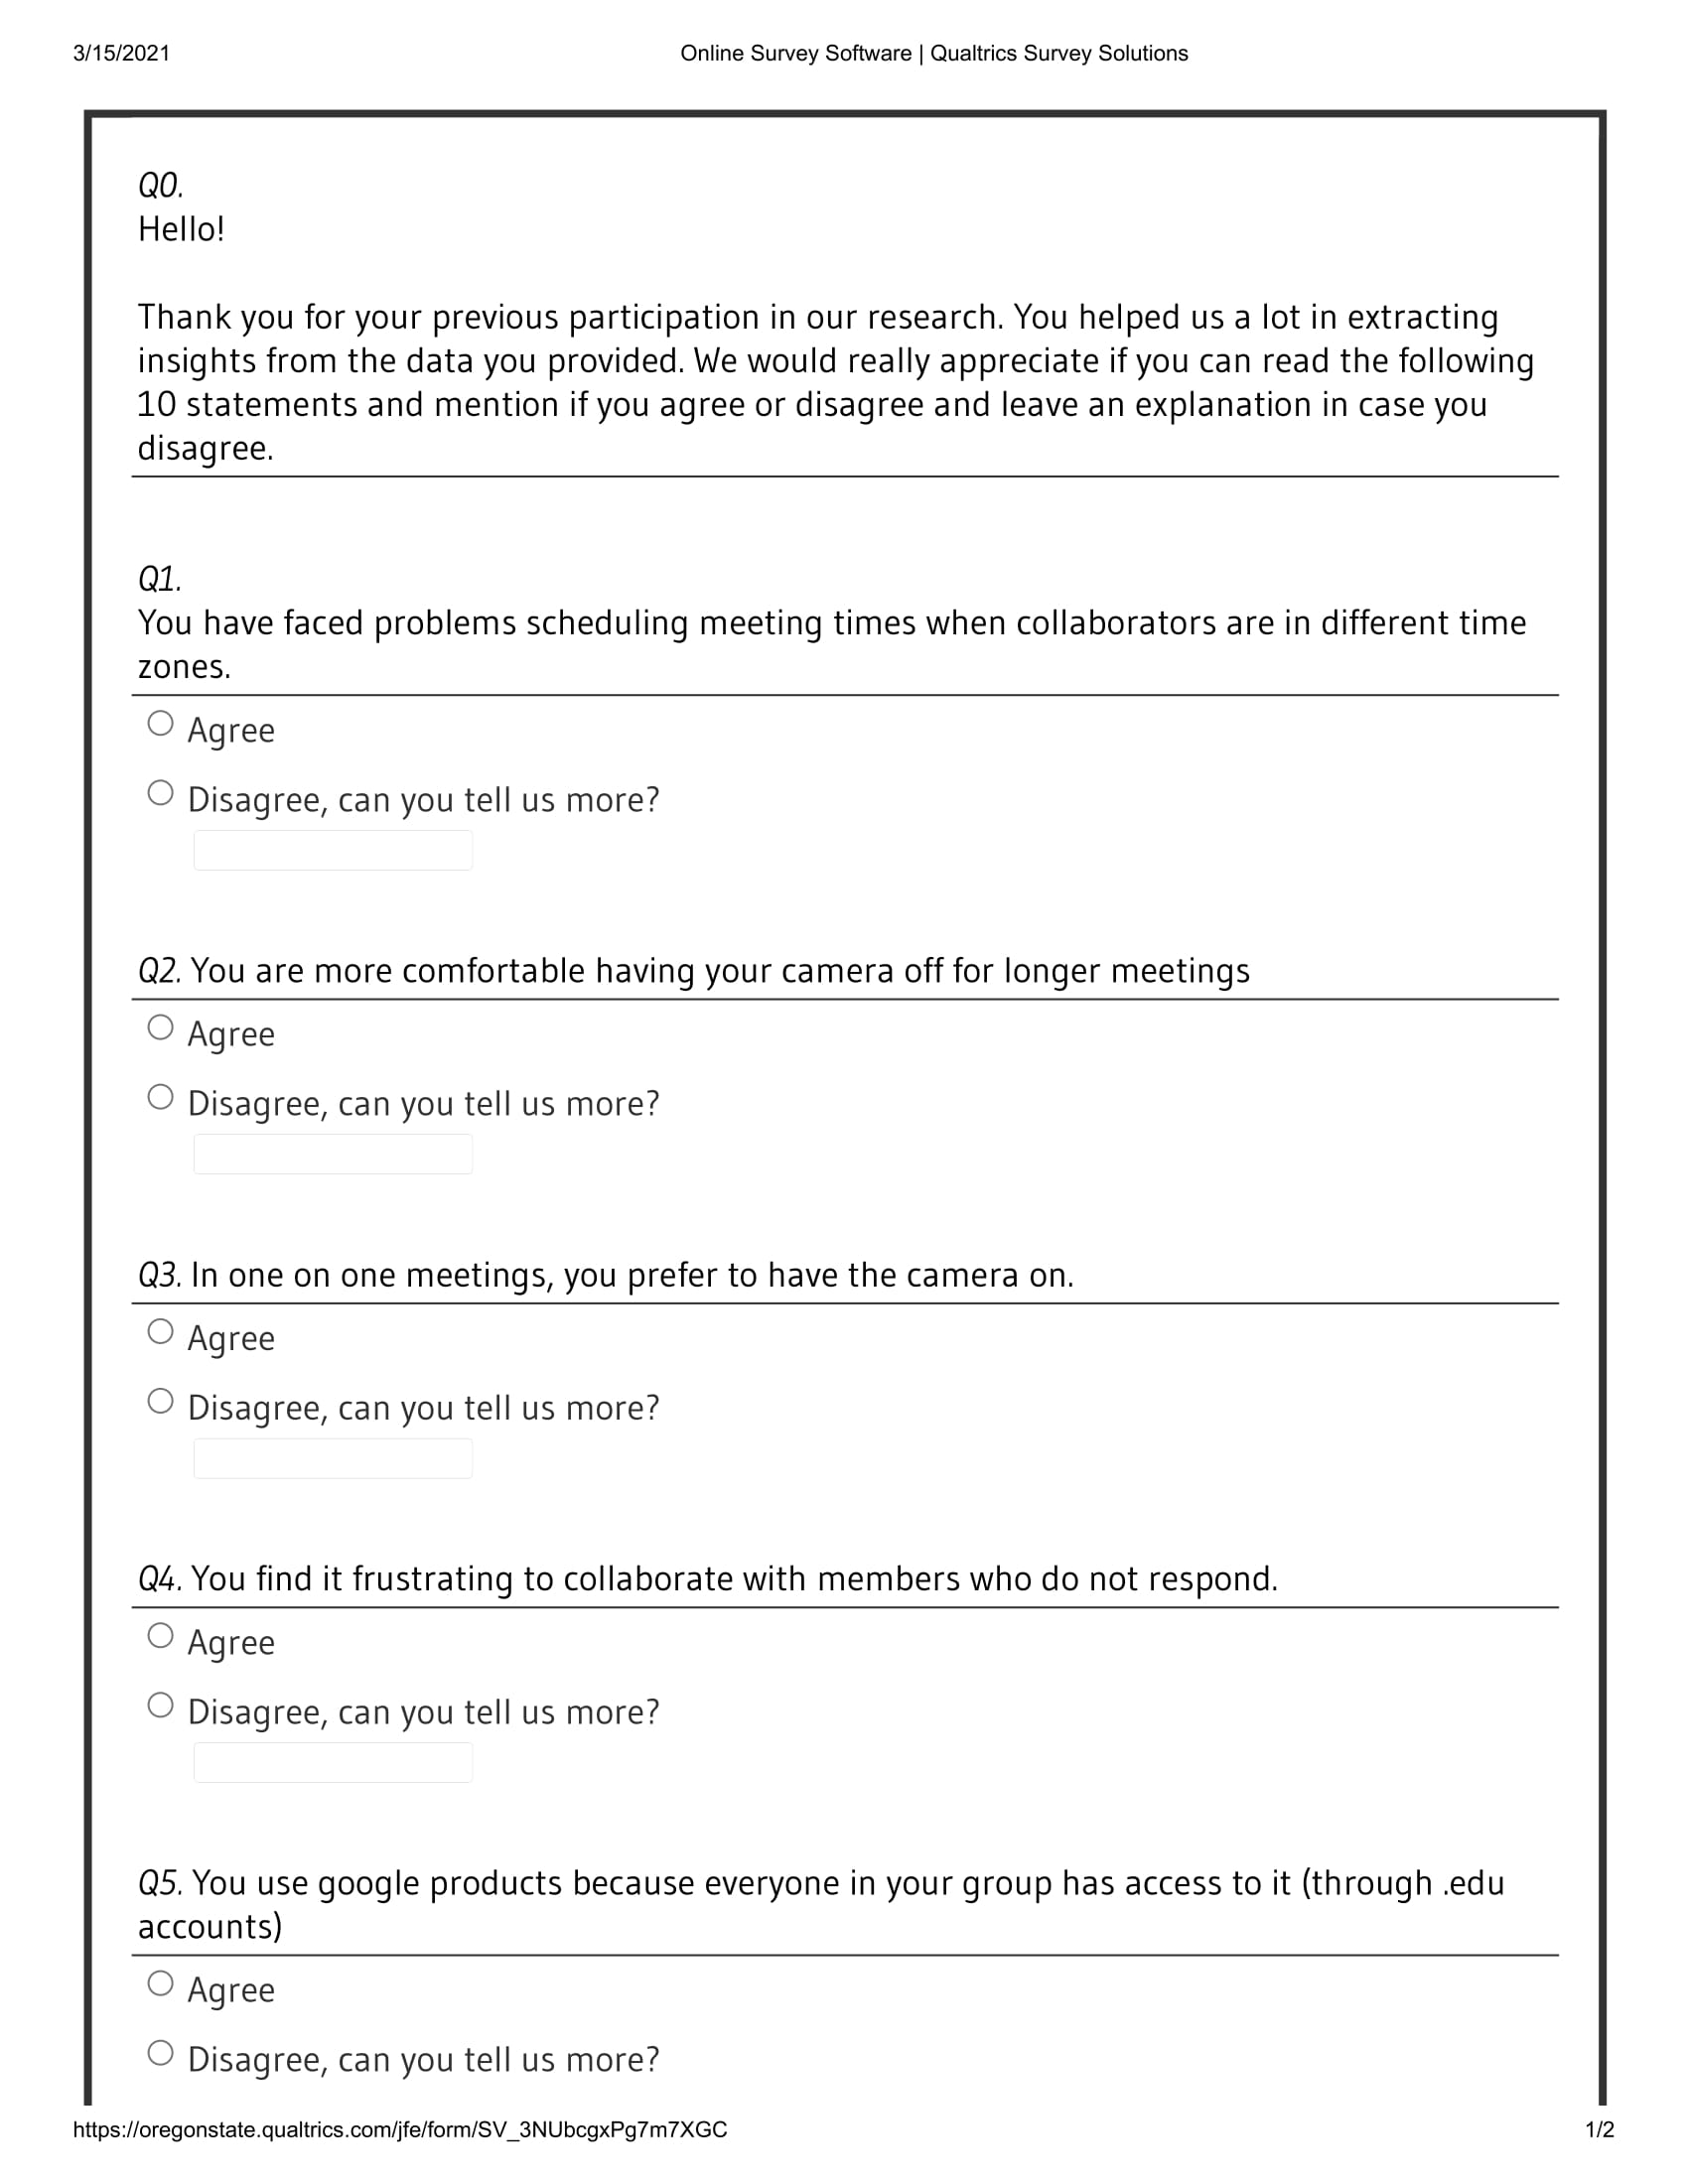 3/15/2021
Online Survey Software | Qualtrics Survey Solutions
Q0.
Hello!
Thank you for your previous participation in our research. You helped us a lot in extracting
insights from the data you provided. We would really appreciate if you can read the following
10 statements and mention if you agree or disagree and leave an explanation in case you
disagree.
Q1.
You have faced problems scheduling meeting times when collaborators are in different time
zones.
Agree
Disagree, can you tell us more?
Q2. You are more comfortable having your camera off for longer meetings
Agree
Disagree, can you tell us more?
Q3. In one on one meetings, you prefer to have the camera on.
Agree
Disagree, can you tell us more?
Q4. You find it frustrating to collaborate with members who do not respond.
Agree
Disagree, can you tell us more?
Q5. You use google products because everyone in your group has access to it (through .edu
accounts)
Agree
Disagree, can you tell us more?
https://oregonstate.qualtrics.com/jfe/form/SV_3NUbcgxPg7m7XGC
1/2